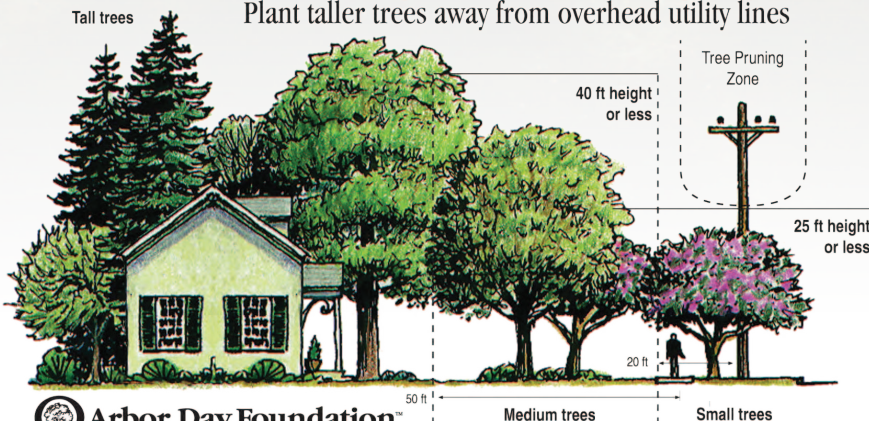 Plant taller trees away from overhead utility lines
Tall trees
Tree Pruning
Zone
40 ft height
or less
25 ft height
or less
20 ft
50 ft
Medium trees
Small trees
Arbor Day Foundation™